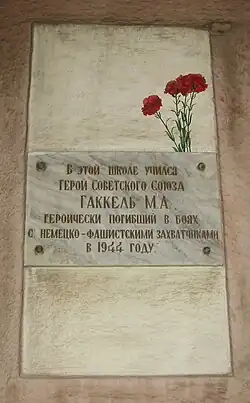 В ЭТОЙ ШКОЛЕ УЧИЛСЯ
ГЕРОЙ СОВЕТСКОГО СОЮЗА
ГАККЕЛЬ М.А.
ГЕРОИЧЕСКИ ПОГИБШИЙ В БОЯХ
С НЕМЕЦКО-ФАШИСТСКИМИ ЗАХВАТЧИКАМИ
В 1944 ГОДУ.